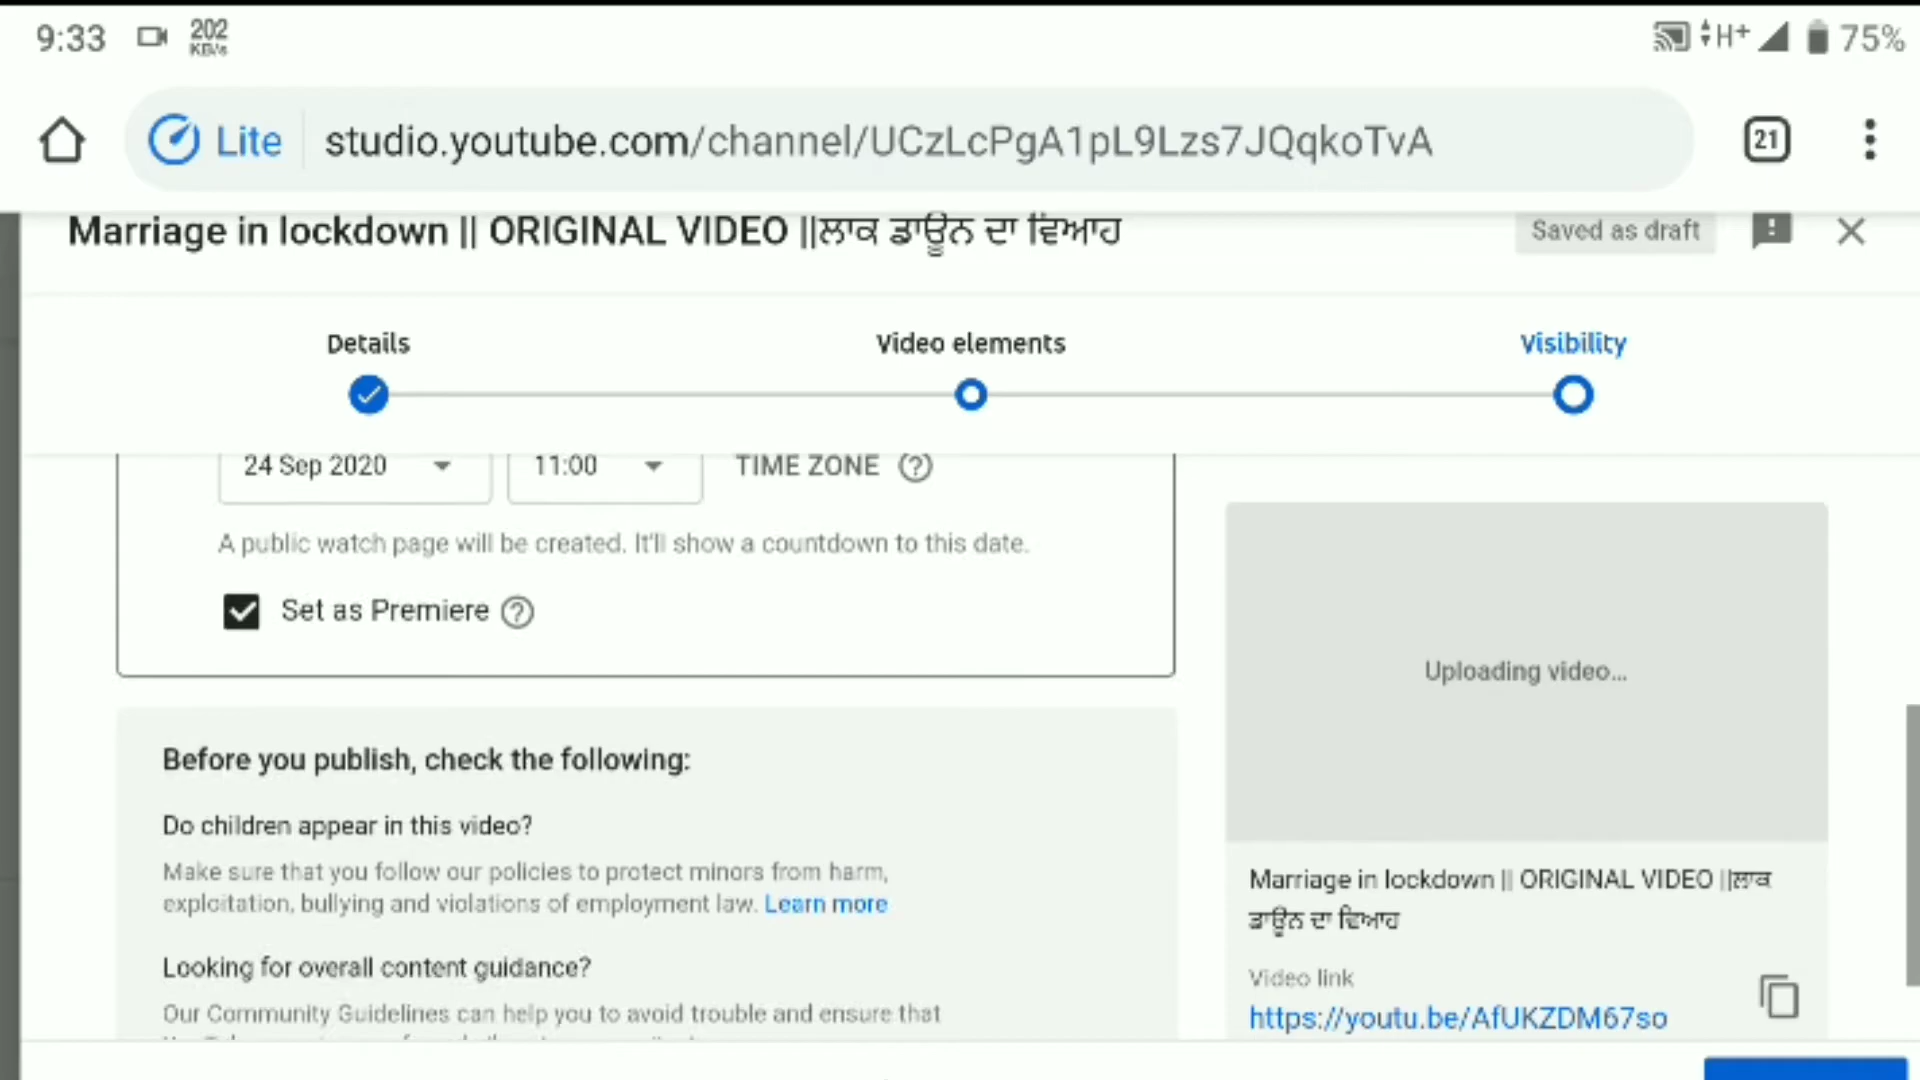 9:33 202 KB/s H+ 75%
Lite studio.youtube.com/channel/UCzLcPgA1pL9Lzs7JQqkoTvA 21
Marriage in lockdown || ORIGINAL VIDEO ||ਲਾਕ ਡਾਊਨ ਦਾ ਵਿਆਹ Saved as draft
Details Video elements Visibility
24 Sep 2020 11:00 TIME ZONE
A public watch page will be created. It'll show a countdown to this date.
Set as Premiere
Uploading video...
Before you publish, check the following:
Do children appear in this video?
Make sure that you follow our policies to protect minors from harm,
exploitation, bullying and violations of employment law. Learn more
Looking for overall content guidance?
Our Community Guidelines can help you to avoid trouble and ensure that
Marriage in lockdown || ORIGINAL VIDEO ||ਲਾਕ
ਡਾਊਨ ਦਾ ਵਿਆਹ
Video link
https://youtu.be/AfUKZDM67so